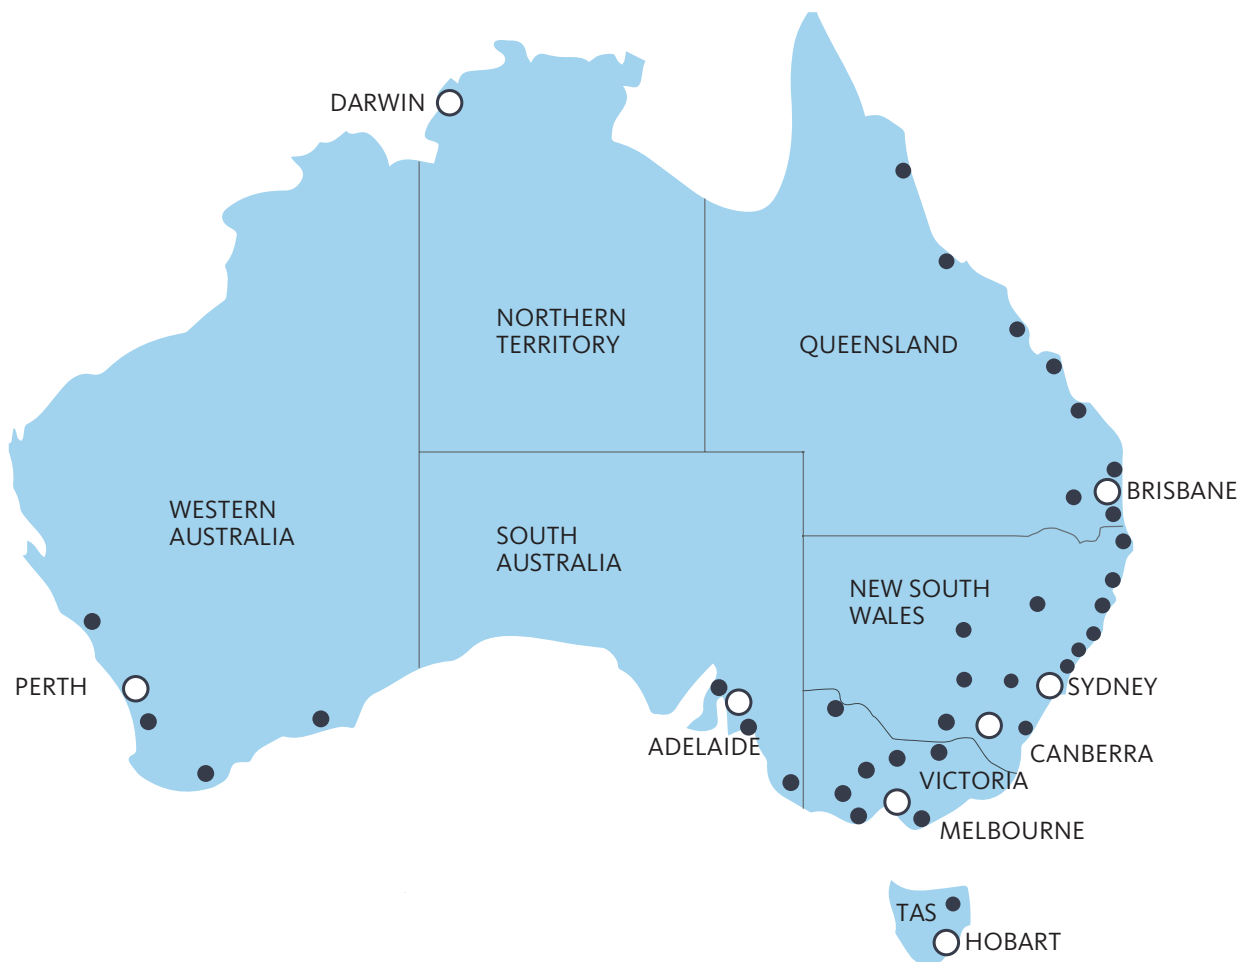 DARWIN
NORTHERN
TERRITORY
QUEENSLAND
WESTERN
AUSTRALIA
SOUTH
AUSTRALIA
BRISBANE
NEW SOUTH
WALES
PERTH
SYDNEY
ADELAIDE
CANBERRA
VICTORIA
MELBOURNE
TAS
HOBART